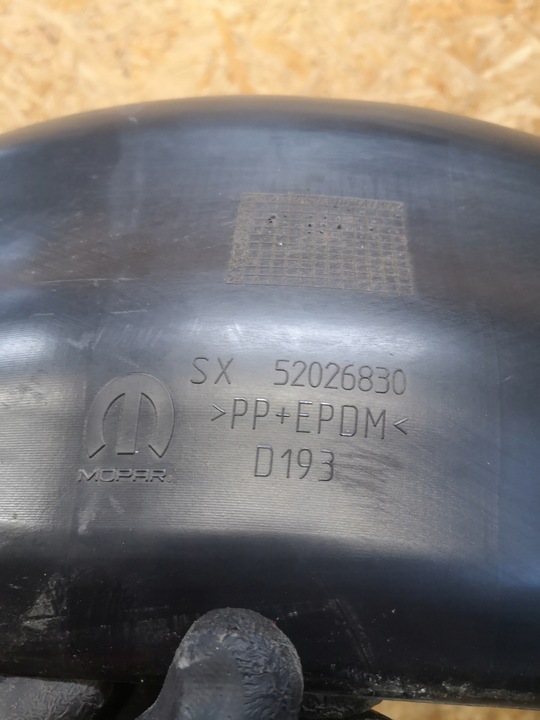 SX 52026830
>PP+EPDM<
D193
MOPAR